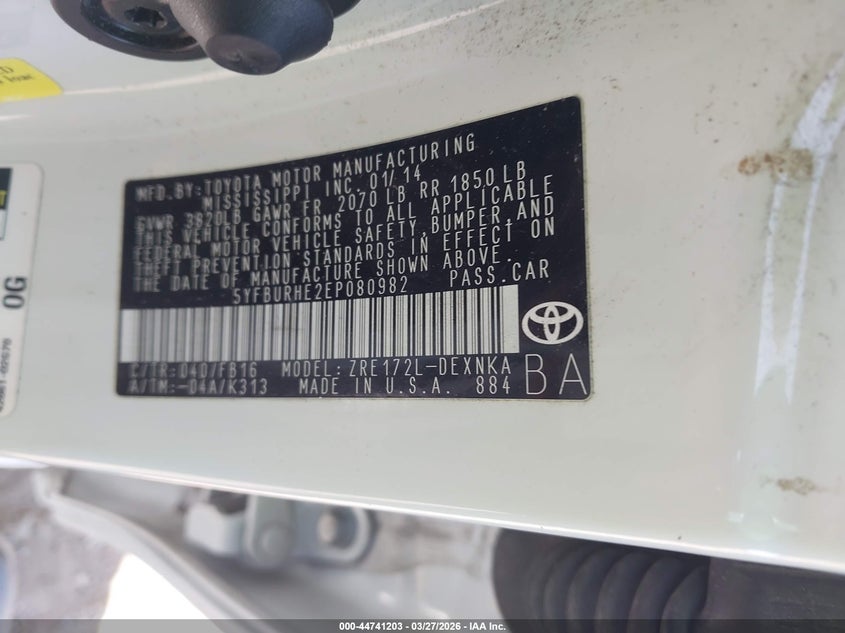 MFD.BY:TOYOTA MOTOR MANUFACTURING
MISSISSIPPI INC. 01/14
GVWR 3820LB GAWR FR 2070 LB RR 1850 LB
THIS VEHICLE CONFORMS TO ALL APPLICABLE
FEDERAL MOTOR VEHICLE SAFETY,BUMPER,AND
THEFT PREVENTION STANDARDS IN EFFECT ON
THE DATE OF MANUFACTURE SHOWN ABOVE.
5YFBURHE2EP080982 PASS.CAR
C/TR:040/FB16 MODEL:ZRE172L-DEXNKA
A/TM:-04A/K313 MADE IN U.S.A. 884
BA
OG
000-44741203 - 03/27/2026 - IAA Inc.